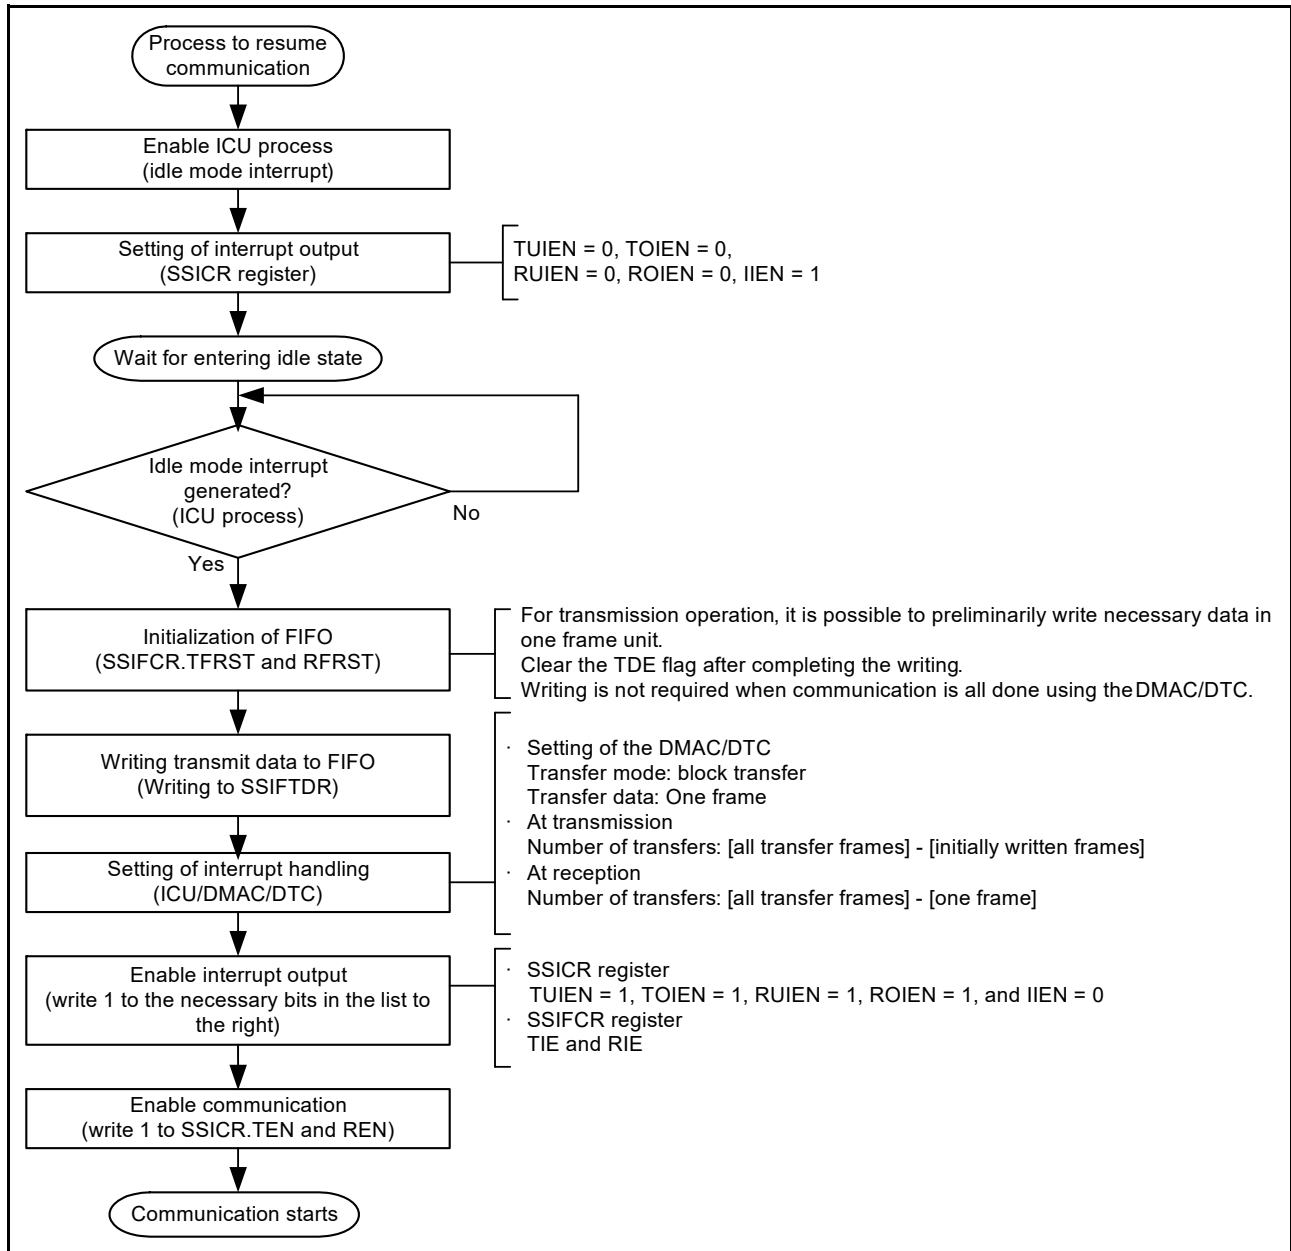 Process to resume
communication
Enable ICU process
(idle mode interrupt)
Setting of interrupt output
(SSICR register)
TUIEN = 0, TOIEN = 0,
RUIEN = 0, ROIEN = 0, IIEN = 1
Wait for entering idle state
Idle mode interrupt
generated?
(ICU process)
No
Yes
Initialization of FIFO
(SSIFCR.TFRST and RFRST)
For transmission operation, it is possible to preliminarily write necessary data in
one frame unit.
Clear the TDE flag after completing the writing.
Writing is not required when communication is all done using the DMAC/DTC.
Writing transmit data to FIFO
(Writing to SSIFTDR)
Setting of interrupt handling
(ICU/DMAC/DTC)
· Setting of the DMAC/DTC
Transfer mode: block transfer
Transfer data: One frame
· At transmission
Number of transfers: [all transfer frames] - [initially written frames]
· At reception
Number of transfers: [all transfer frames] - [one frame]
Enable interrupt output
(write 1 to the necessary bits in the list to
the right)
· SSICR register
TUIEN = 1, TOIEN = 1, RUIEN = 1, ROIEN = 1, and IIEN = 0
· SSIFCR register
TIE and RIE
Enable communication
(write 1 to SSICR.TEN and REN)
Communication starts